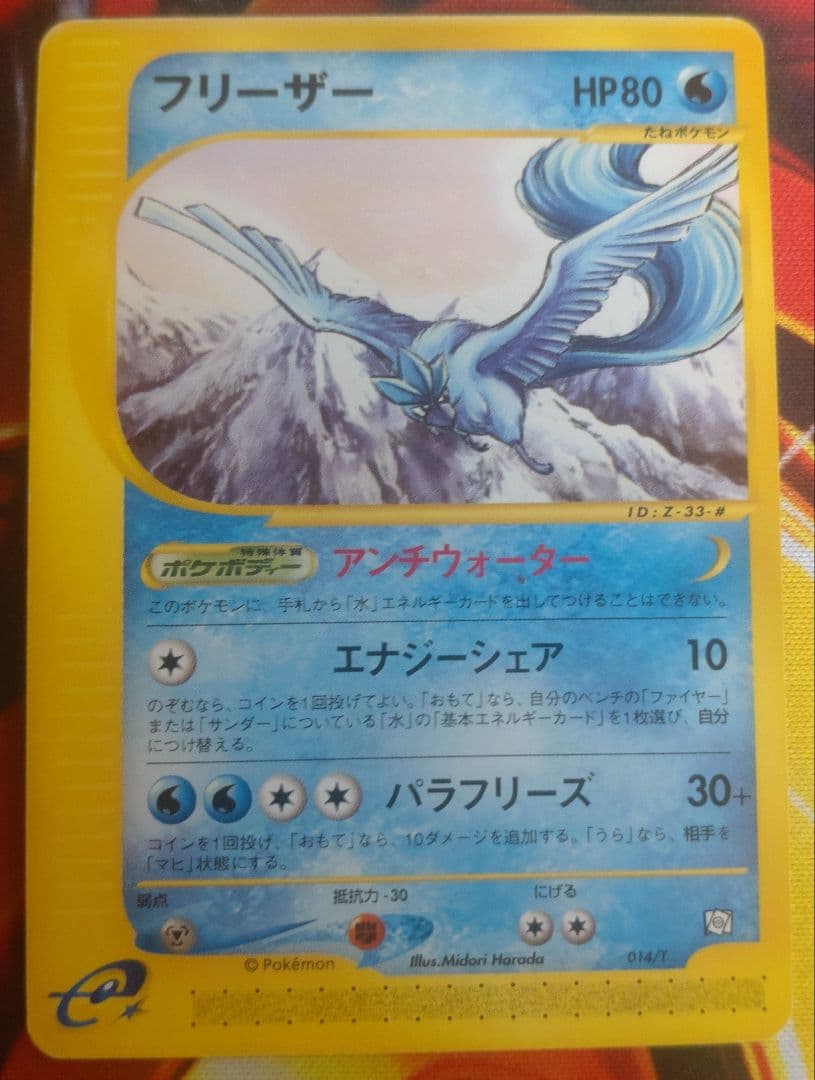 フリーザー HP80
たねポケモン
ID:Z-33-#
特殊体質
ポケボディー アンチウォーター
このポケモンに、手札から「水」エネルギーカードを出してつけることはできない。
エナジーシェア 10
のぞむなら、コインを1回投げてよい。「おもて」なら、自分のベンチの「ファイヤー」
または「サンダー」についている「水」の「基本エネルギーカード」を1枚選び、自分
につけ替える。
パラフリーズ 30+
コインを1回投げ、「おもて」なら、10ダメージを追加する。「うら」なら、相手を
「マヒ」状態にする。
弱点 抵抗力-30 にげる
©Pokémon Illus.Midori Harada 014/T
e